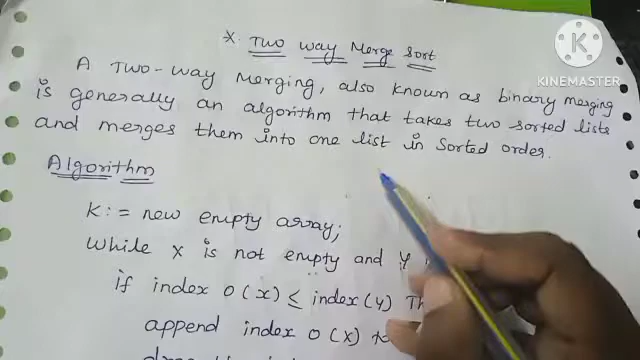 X. Two way Merge Sort
K
KINEMASTER
A Two-way Merging, also known as binary merging
is generally an algorithm that takes two sorted lists
and merges them into one list in Sorted order.
Algorithm
K := new empty array;
While X is not empty and Y
if index 0 (x) ≤ index (y) Th
append index 0 (X) to